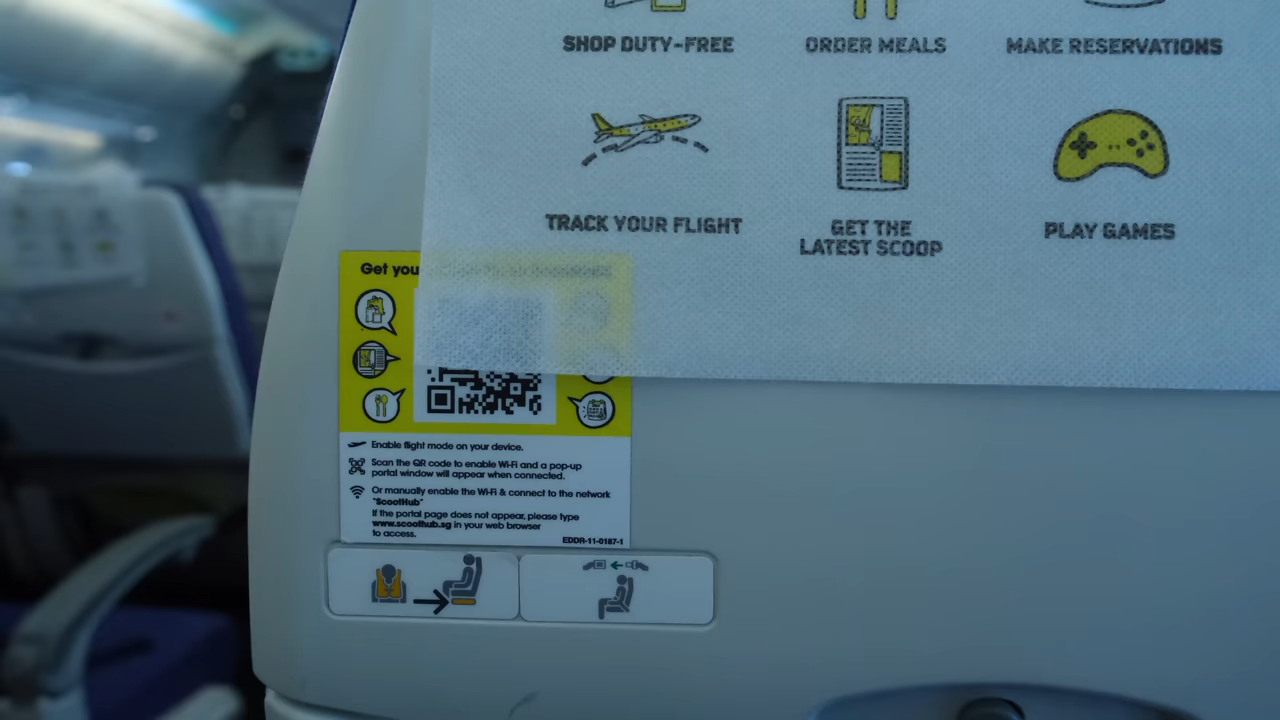 SHOP DUTY-FREE
ORDER MEALS
MAKE RESERVATIONS
TRACK YOUR FLIGHT
GET THE
LATEST SCOOP
PLAY GAMES
Get you
Enable flight mode on your device.
Scan the QR code to enable Wi-Fi and a pop-up
portal window will appear when connected.
Or manually enable the Wi-Fi & connect to the network
"ScootHub"
If the portal page does not appear, please type
www.scoothub.sg in your web browser
to access.
EDDR-11-0187-1